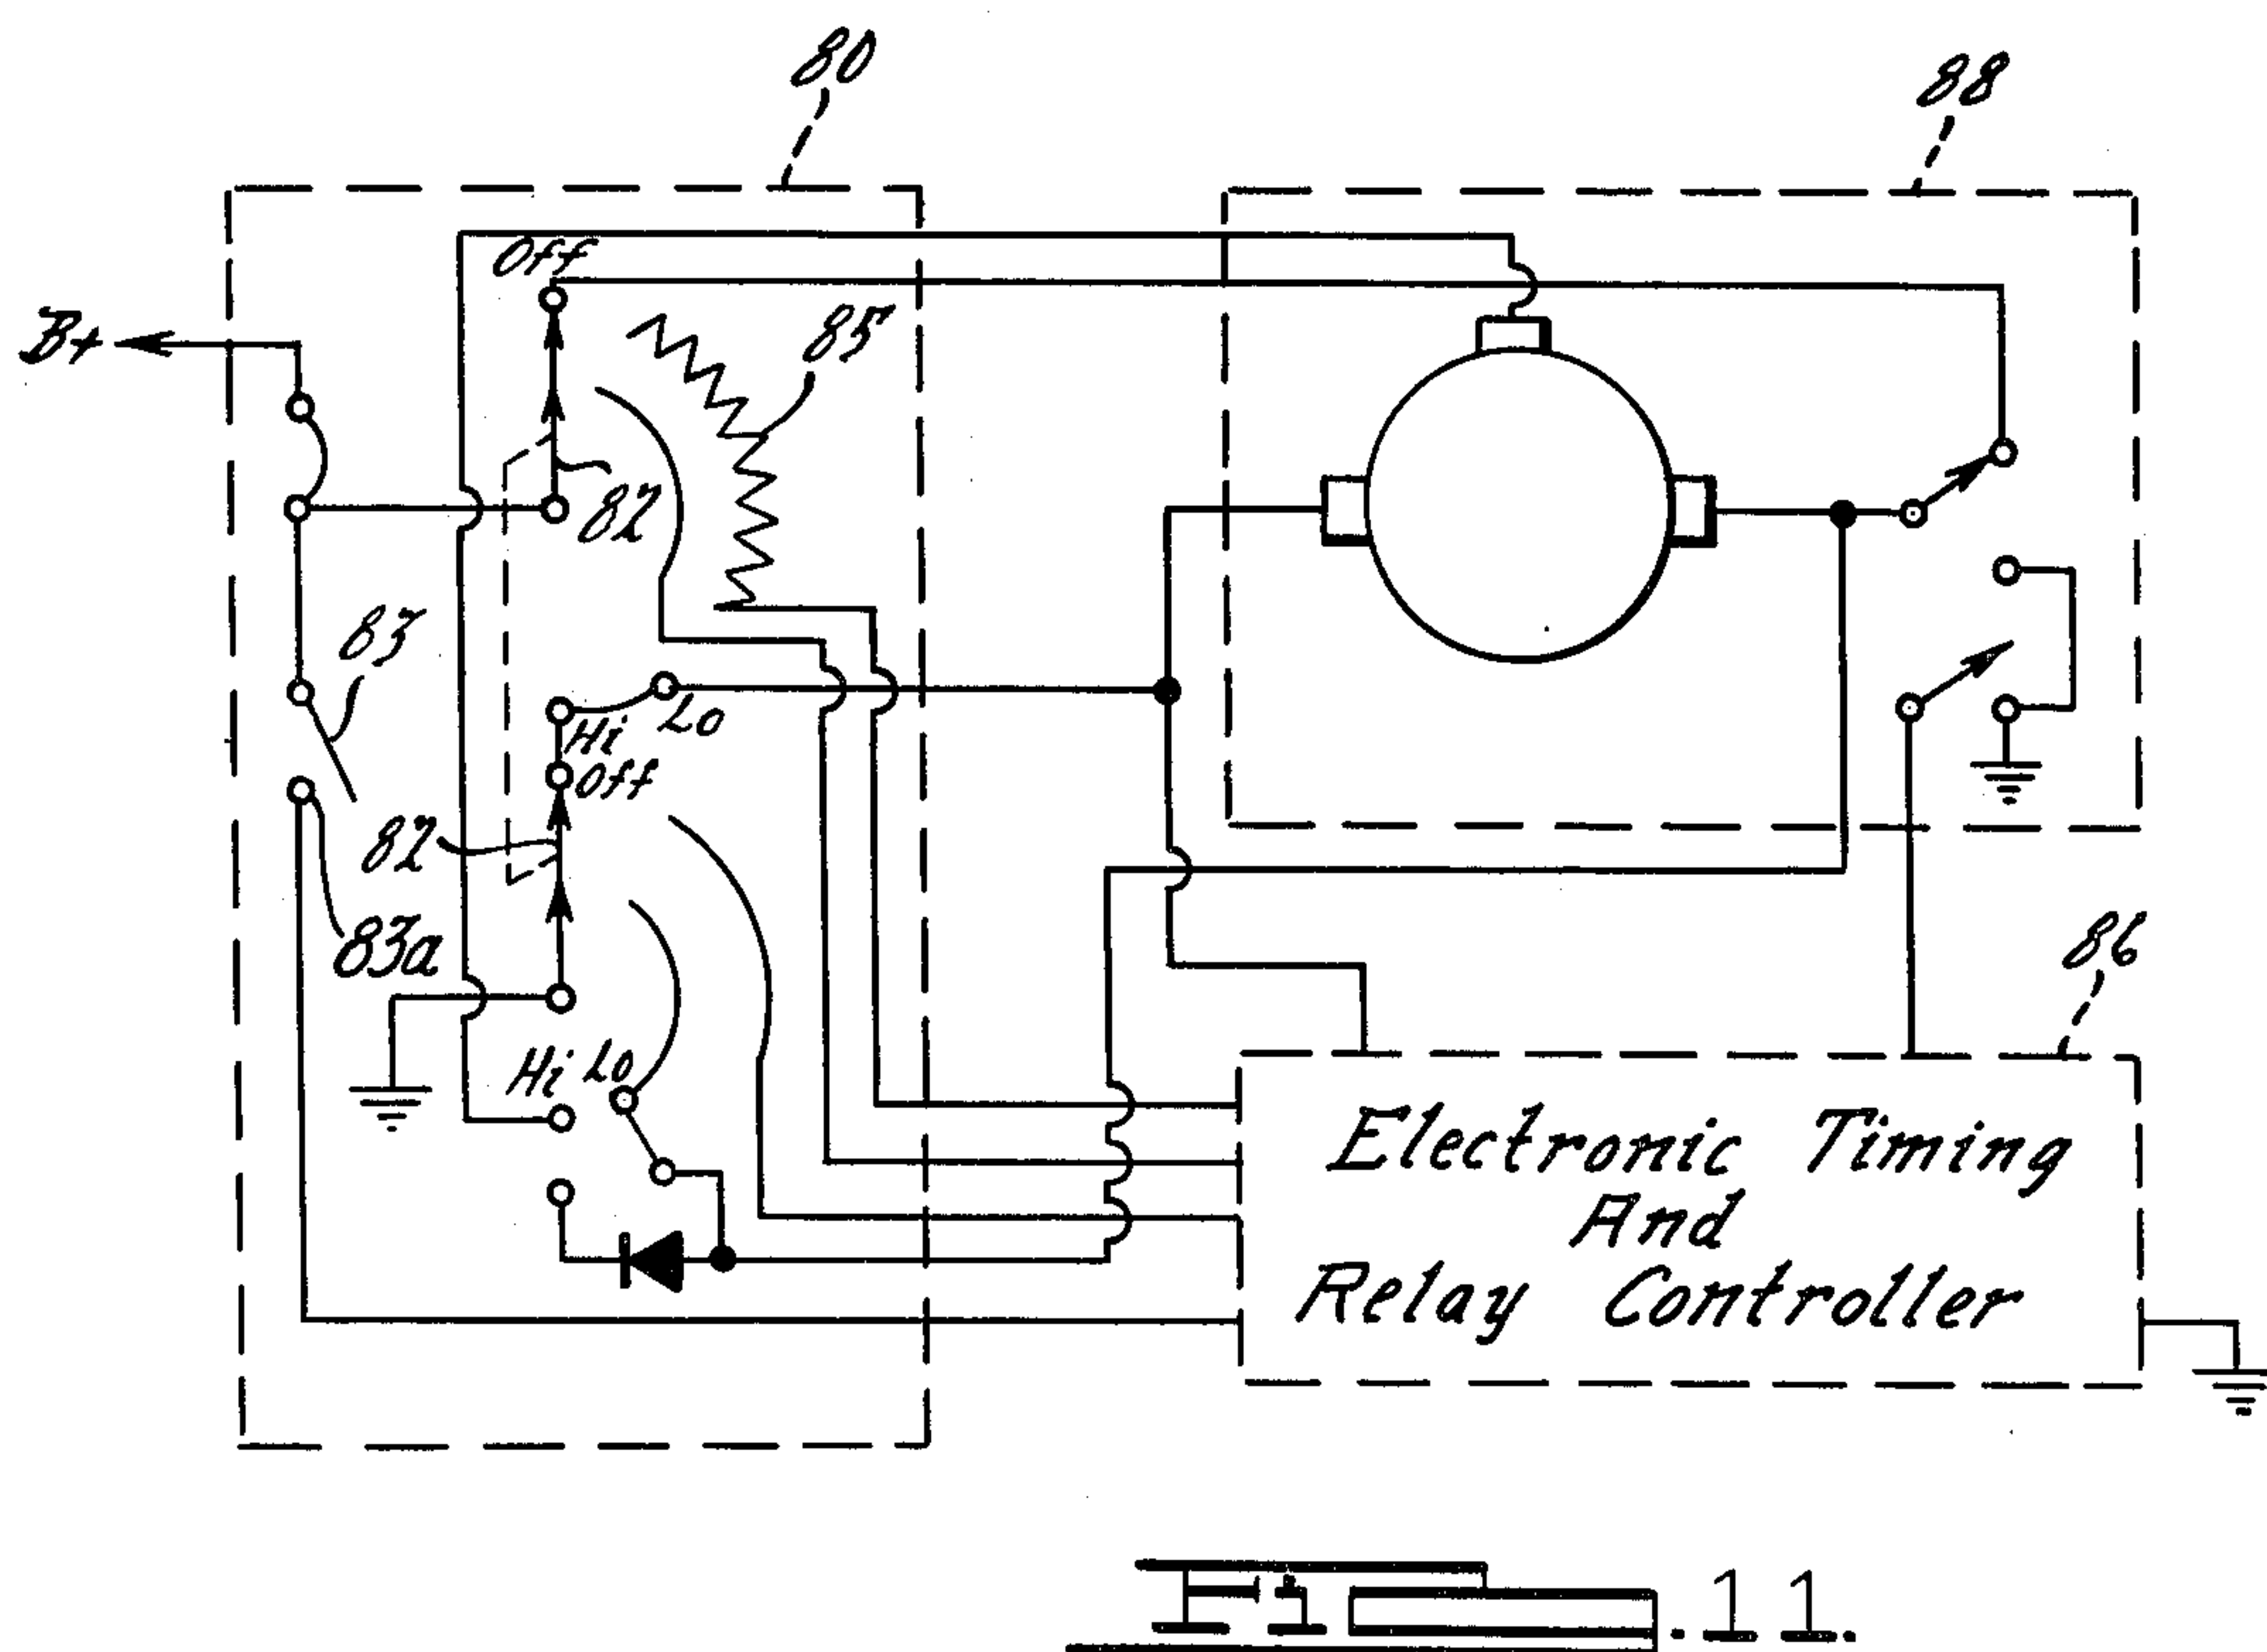 80
88
Off
B+
85
82
83
Lo
Hi
Off
82
83a
86
Hi Lo
Electronic Timing
And
Relay Controller
Fig. 11.